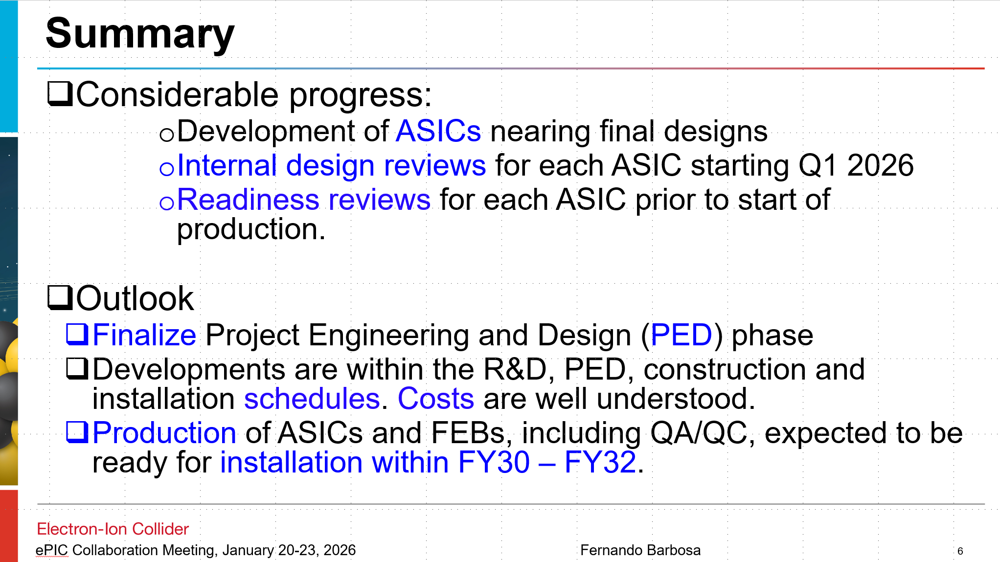 Summary
❑Considerable progress:
oDevelopment of ASICs nearing final designs
oInternal design reviews for each ASIC starting Q1 2026
oReadiness reviews for each ASIC prior to start of
production.
❑Outlook
❑Finalize Project Engineering and Design (PED) phase
❑Developments are within the R&D, PED, construction and
installation schedules. Costs are well understood.
❑Production of ASICs and FEBs, including QA/QC, expected to be
ready for installation within FY30 – FY32.
Electron-Ion Collider
ePIC Collaboration Meeting, January 20-23, 2026
Fernando Barbosa
6